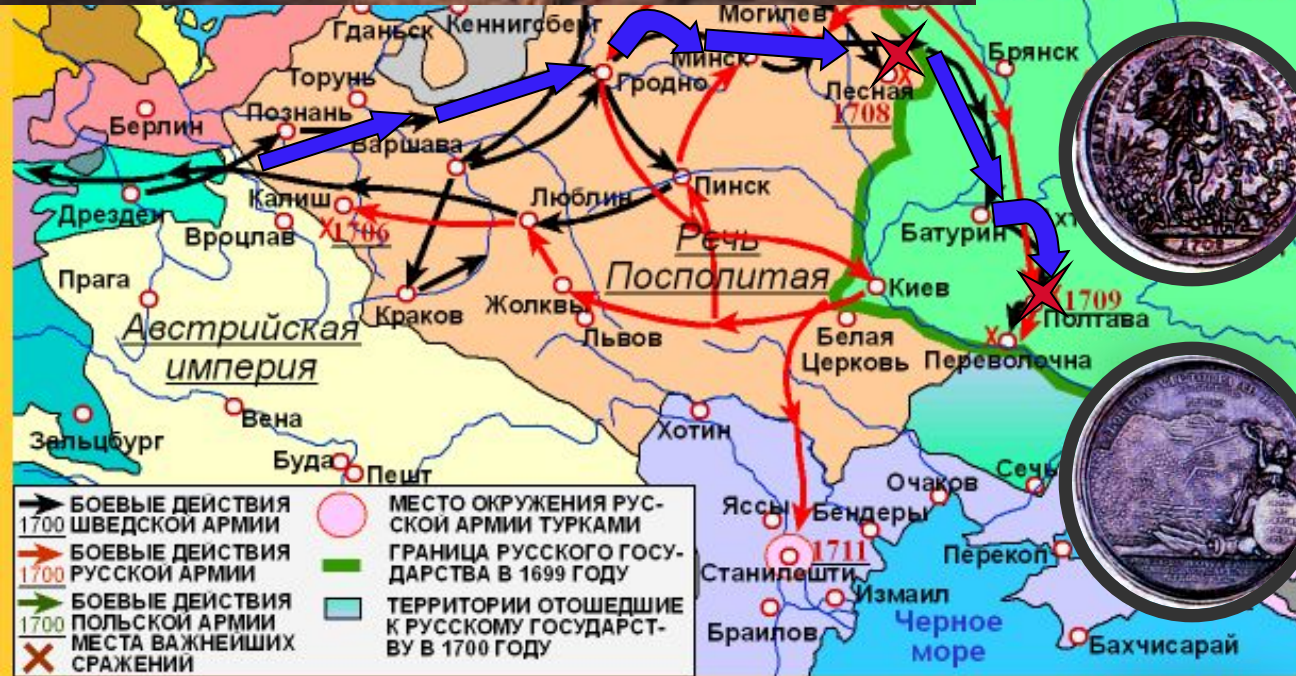 Гданьск
Кеннигсберг
Могилев
Брянск
Торунь
Минск
Гродно
Лесная
1708
Познань
Берлин
Варшава
Дрезден
Калиш
Люблин
Пинск
1706
Вроцлав
Речь
Посполитая
Батурин
Прага
Жолквы
Киев
1709
Полтава
Краков
Австрийская
империя
Львов
Белая
Церковь
Переволочна
Вена
Хотин
Зальцбург
Буда
Пешт
Сечь
Очаков
Яссы
Бендеры
1711
Перекоп
Станилешти
Измаил
Браилов
Черное
море
Бахчисарай
БОЕВЫЕ ДЕЙСТВИЯ
1700 ШВЕДСКОЙ АРМИИ
БОЕВЫЕ ДЕЙСТВИЯ
1700 РУССКОЙ АРМИИ
БОЕВЫЕ ДЕЙСТВИЯ
1700 ПОЛЬСКОЙ АРМИИ
МЕСТА ВАЖНЕЙШИХ
СРАЖЕНИЙ
МЕСТО ОКРУЖЕНИЯ РУС-
СКОЙ АРМИИ ТУРКАМИ
ГРАНИЦА РУССКОГО ГОСУ-
ДАРСТВА В 1699 ГОДУ
ТЕРРИТОРИИ ОТОШЕДШИЕ
К РУССКОМУ ГОСУДАРСТ-
ВУ В 1700 ГОДУ